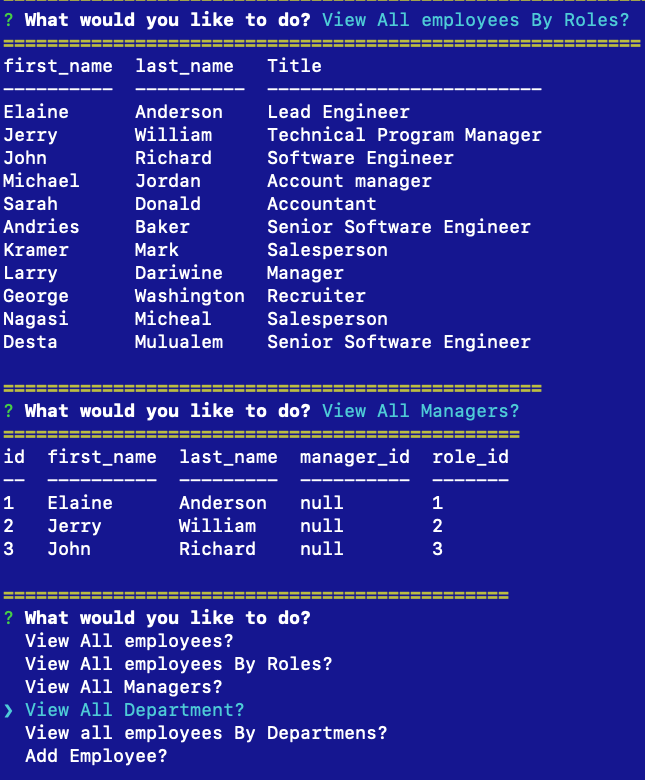 ? What would you like to do? View All employees By Roles?
==========================================================
first_name  last_name   Title
----------  ----------  -------------------------
Elaine      Anderson    Lead Engineer
Jerry       William     Technical Program Manager
John        Richard     Software Engineer
Michael     Jordan      Account manager
Sarah       Donald      Accountant
Andries     Baker       Senior Software Engineer
Kramer      Mark        Salesperson
Larry       Dariwine    Manager
George      Washington  Recruiter
Nagasi      Micheal     Salesperson
Desta       Mulualem    Senior Software Engineer
=================================================
? What would you like to do? View All Managers?
===============================================
id  first_name  last_name  manager_id  role_id
--  ----------  ---------  ----------  -------
1   Elaine      Anderson   null        1
2   Jerry       William    null        2
3   John        Richard    null        3
==============================================
? What would you like to do?
  View All employees?
  View All employees By Roles?
  View All Managers?
❯ View All Department?
  View all employees By Departmens?
  Add Employee?